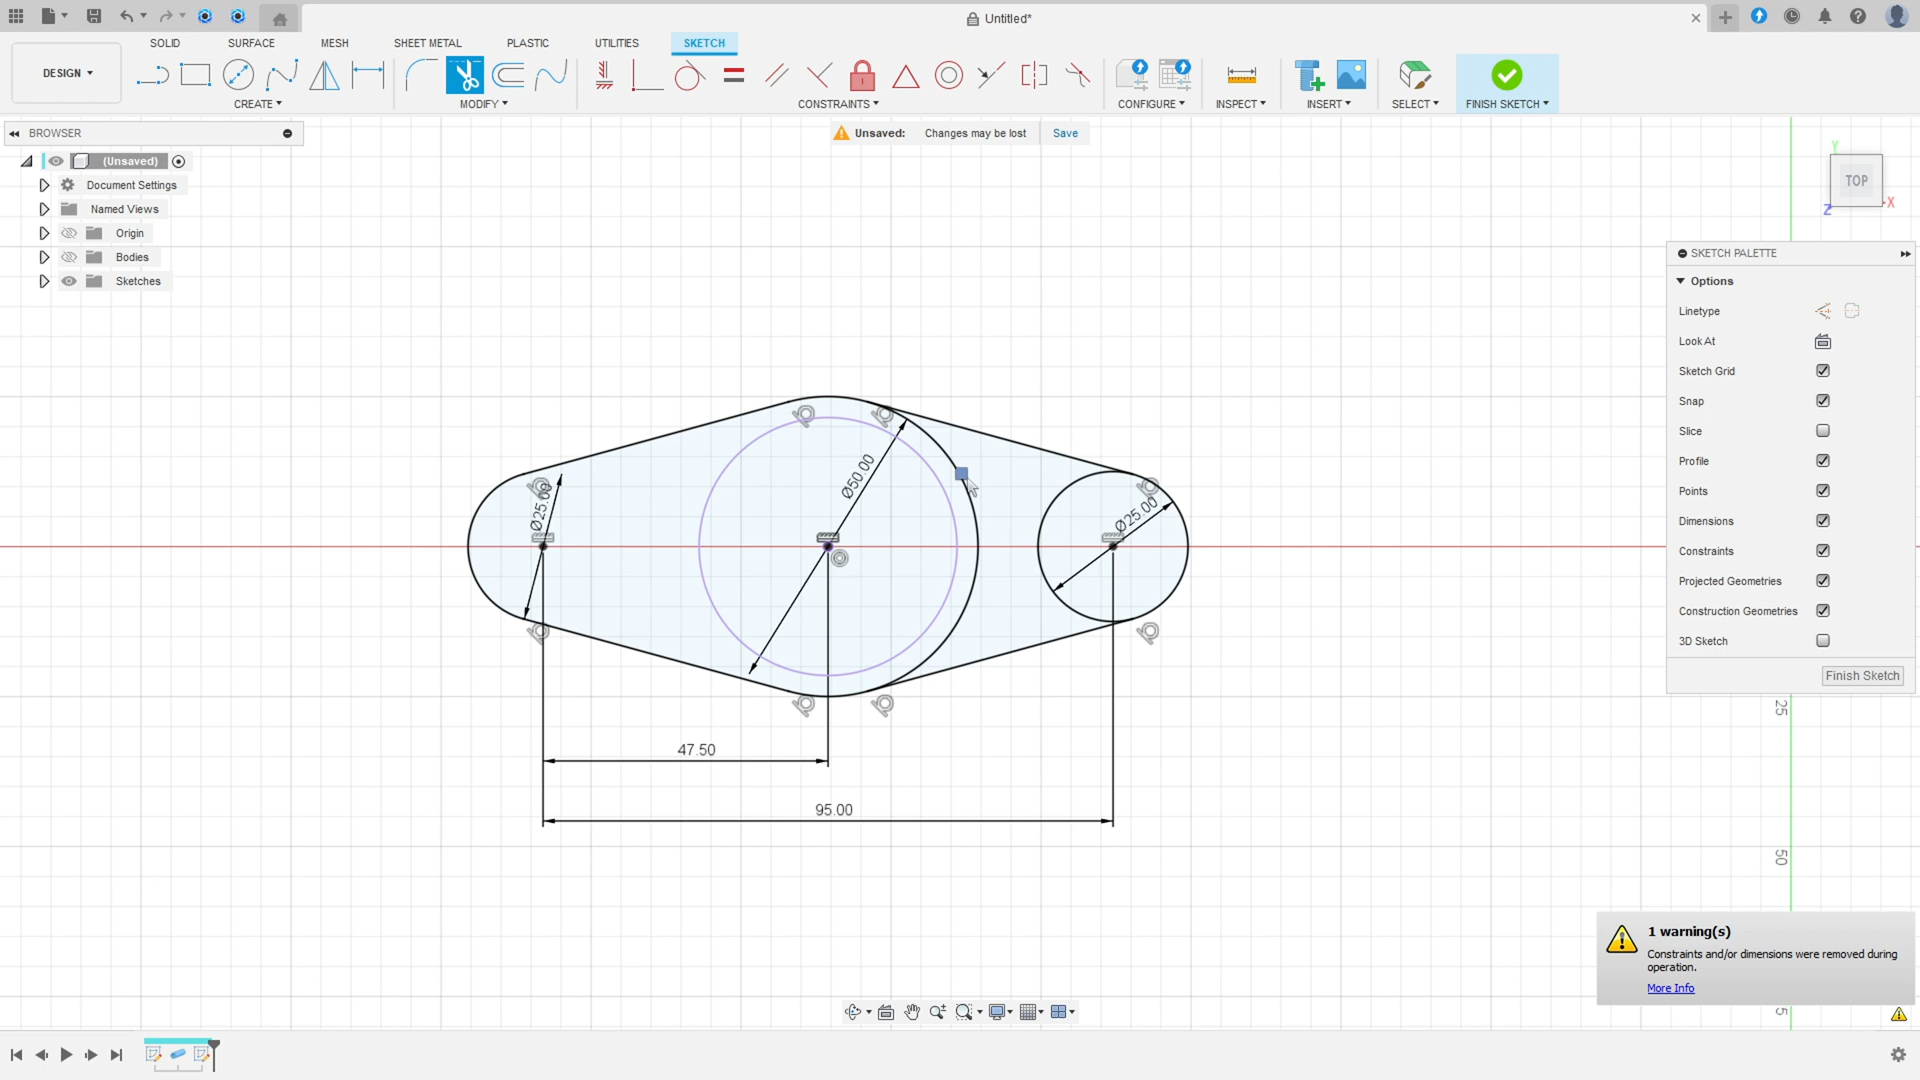 Untitled*
SOLID SURFACE MESH SHEET METAL PLASTIC UTILITIES SKETCH
DESIGN
CREATE MODIFY CONSTRAINTS CONFIGURE INSPECT INSERT SELECT FINISH SKETCH
BROWSER
Unsaved: Changes may be lost Save
(Unsaved)
Document Settings
Named Views
Origin
Bodies
Sketches
Y
TOP
Z
X
SKETCH PALETTE
Options
Linetype
Look At
Sketch Grid
Snap
Slice
Profile
Points
Dimensions
Constraints
Projected Geometries
Construction Geometries
3D Sketch
Finish Sketch
Ø25.00
Ø50.00
Ø25.00
47.50
95.00
25
50
5
1 warning(s)
Constraints and/or dimensions were removed during
operation.
More Info